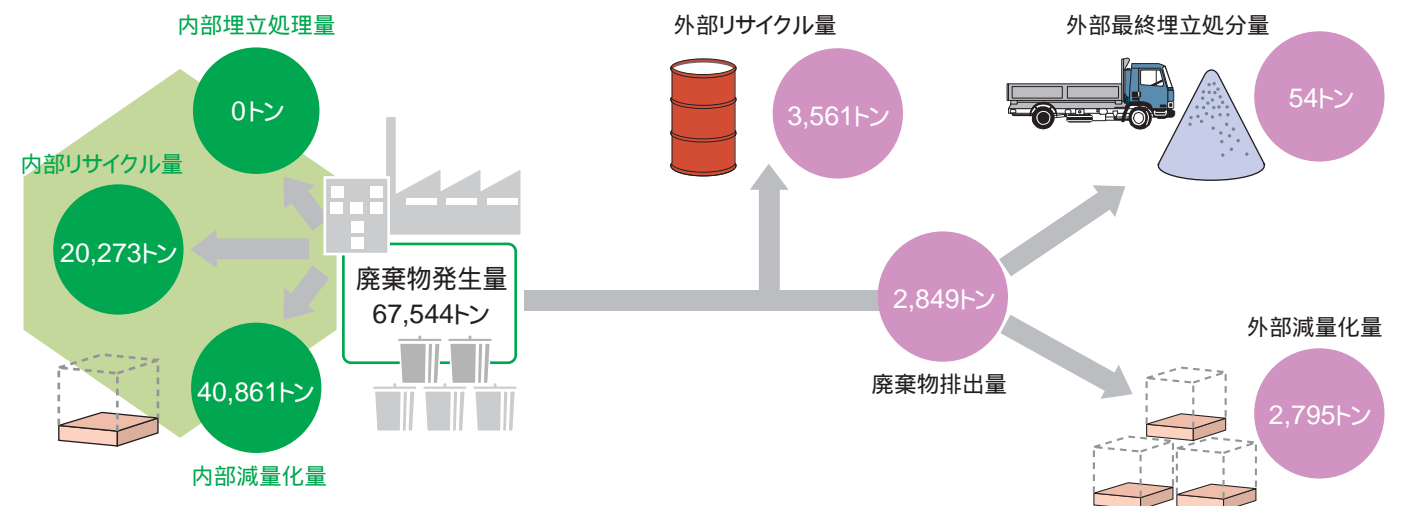 内部埋立処理量
0トン
内部リサイクル量
20,273トン
40,861トン
内部減量化量
廃棄物発生量
67,544トン
外部リサイクル量
3,561トン
2,849トン
廃棄物排出量
外部最終埋立処分量
54トン
外部減量化量
2,795トン